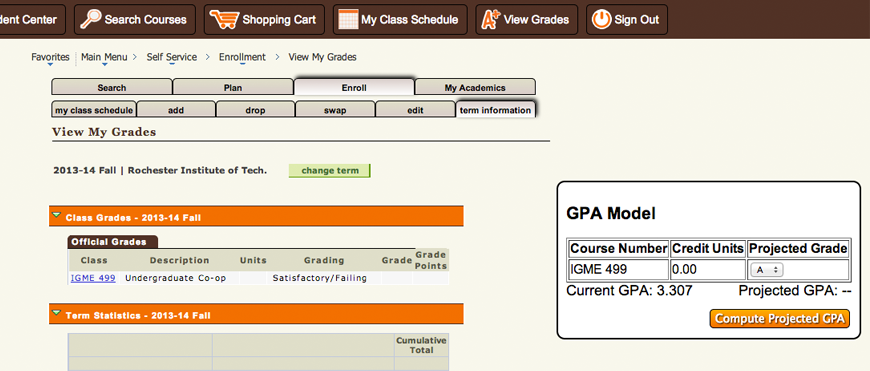 dent Center Search Courses Shopping Cart My Class Schedule View Grades Sign Out
Favorites Main Menu > Self Service > Enrollment > View My Grades
Search Plan Enroll My Academics
my class schedule add drop swap edit term information
View My Grades
2013-14 Fall | Rochester Institute of Tech. change term
Class Grades - 2013-14 Fall
Official Grades
Class Description Units Grading Grade Grade Points
IGME 499 Undergraduate Co-op Satisfactory/Failing
Term Statistics - 2013-14 Fall
Cumulative Total
GPA Model
Course Number Credit Units Projected Grade
IGME 499 0.00 A
Current GPA: 3.307 Projected GPA: --
Compute Projected GPA